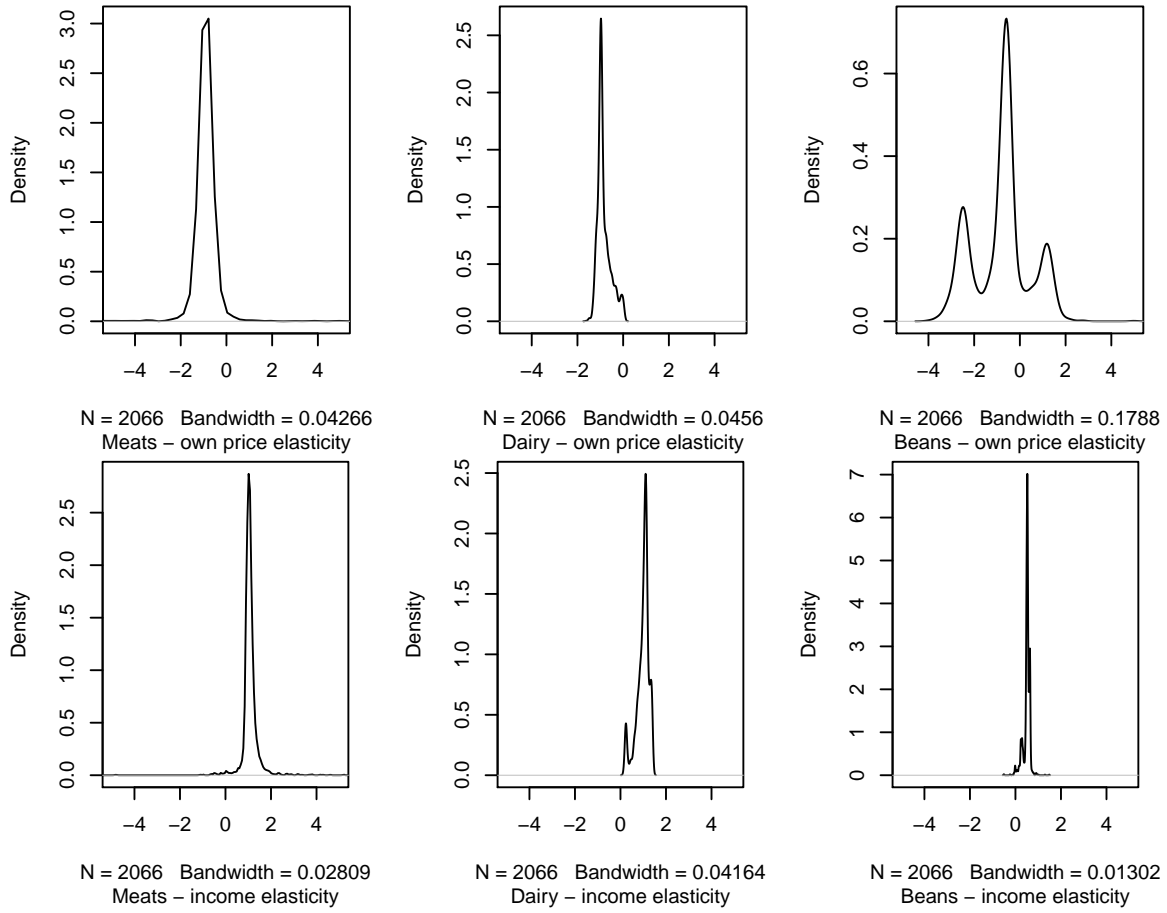 Density
0.0 0.5 1.0 1.5 2.0 2.5 3.0
−4 −2 0 2 4
N = 2066 Bandwidth = 0.04266
Meats − own price elasticity
Density
0.0 0.5 1.0 1.5 2.0 2.5
−4 −2 0 2 4
N = 2066 Bandwidth = 0.0456
Dairy − own price elasticity
Density
0.0 0.2 0.4 0.6
−4 −2 0 2 4
N = 2066 Bandwidth = 0.1788
Beans − own price elasticity
Density
0.0 0.5 1.0 1.5 2.0 2.5
−4 −2 0 2 4
N = 2066 Bandwidth = 0.02809
Meats − income elasticity
Density
0.0 0.5 1.0 1.5 2.0 2.5
−4 −2 0 2 4
N = 2066 Bandwidth = 0.04164
Dairy − income elasticity
Density
0 1 2 3 4 5 6 7
−4 −2 0 2 4
N = 2066 Bandwidth = 0.01302
Beans − income elasticity